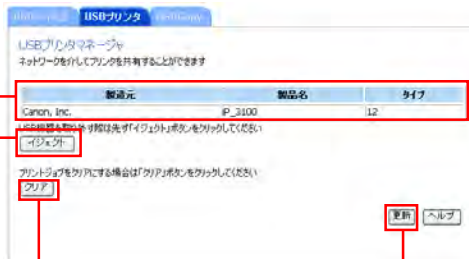 USBプリンタ
USBプリンタマネージャ
ネットワークを介してプリンタを共有することができます
製造元 製品名 タイプ
Canon, Inc. iP_3100 12
USB機器を取り外す際は先ず「イジェクト」ボタンをクリックしてください
イジェクト
プリントジョブをクリアにする場合は「クリア」ボタンをクリックしてください
クリア
更新 ヘルプ